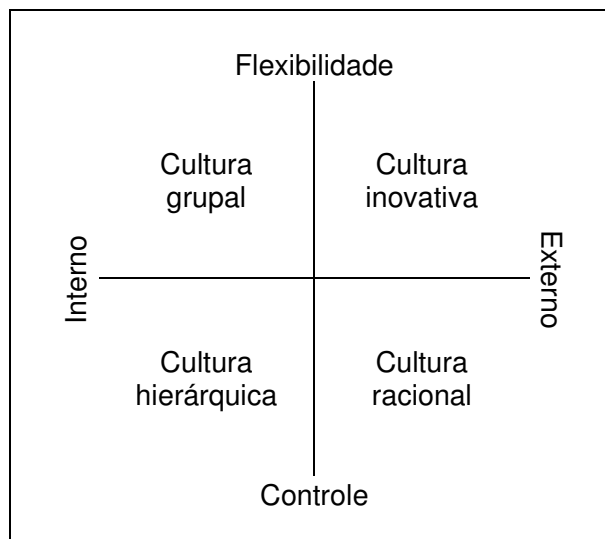 Flexibilidade
Cultura
grupal
Cultura
inovativa
Interno
Externo
Cultura
hierárquica
Cultura
racional
Controle